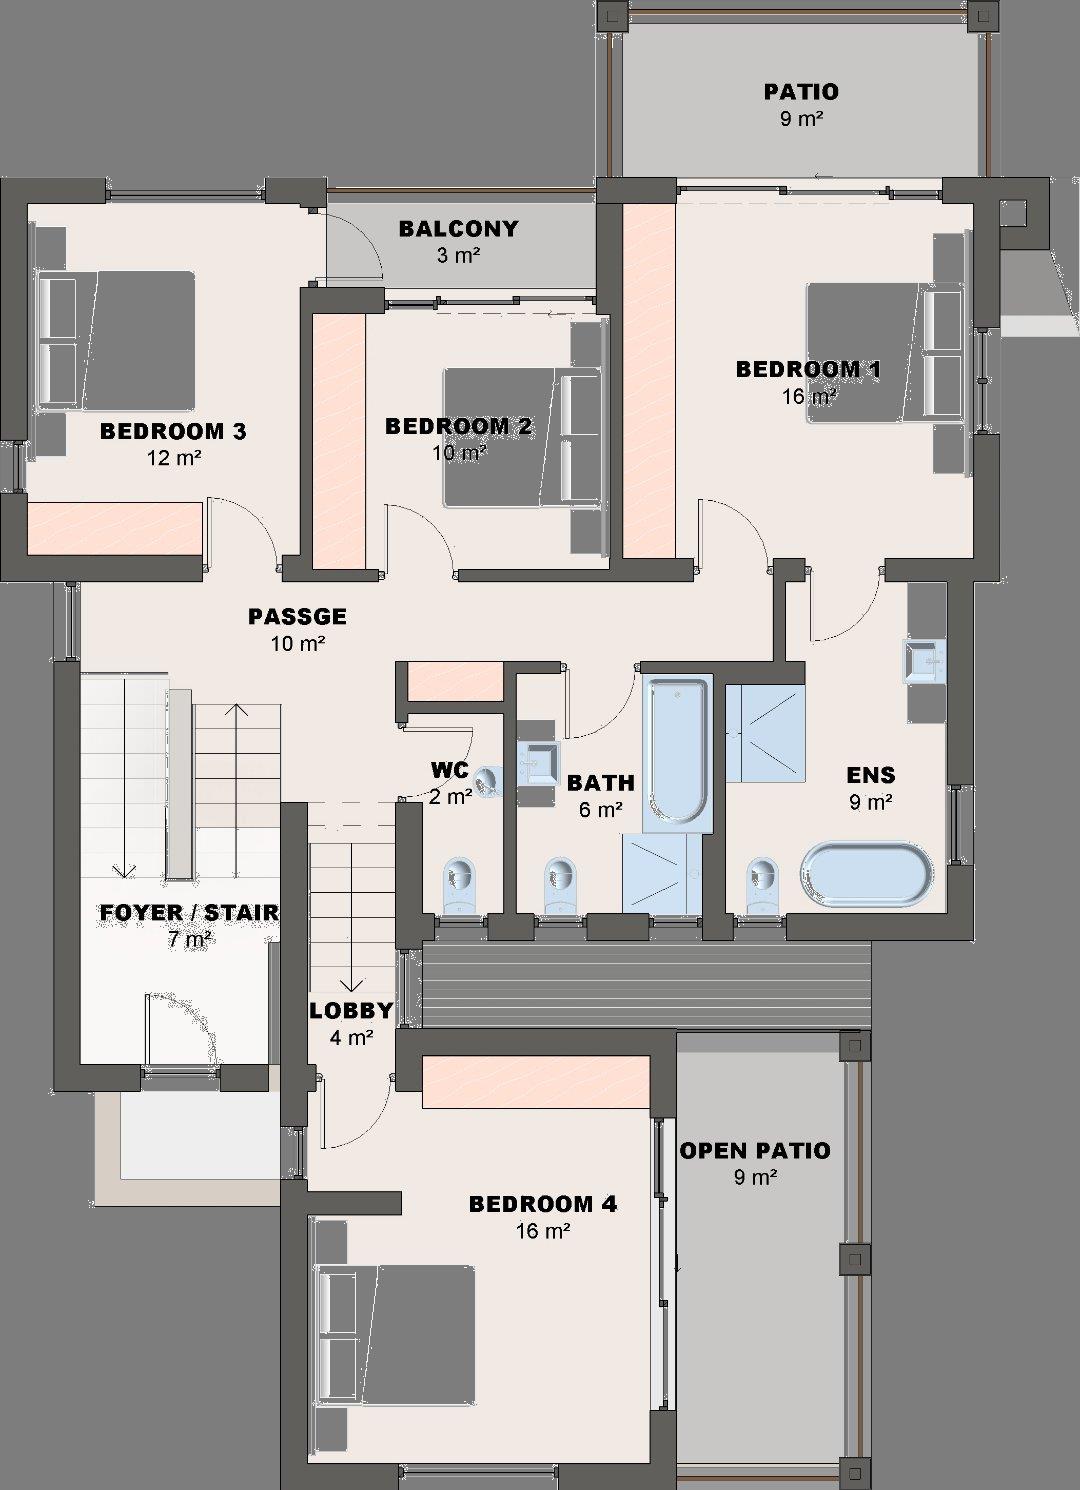 PATIO
9 m²
BALCONY
3 m²
BEDROOM 1
16 m²
BEDROOM 2
10 m²
BEDROOM 3
12 m²
PASSGE
10 m²
WC
2 m²
BATH
6 m²
ENS
9 m²
FOYER / STAIR
7 m²
LOBBY
4 m²
OPEN PATIO
9 m²
BEDROOM 4
16 m²